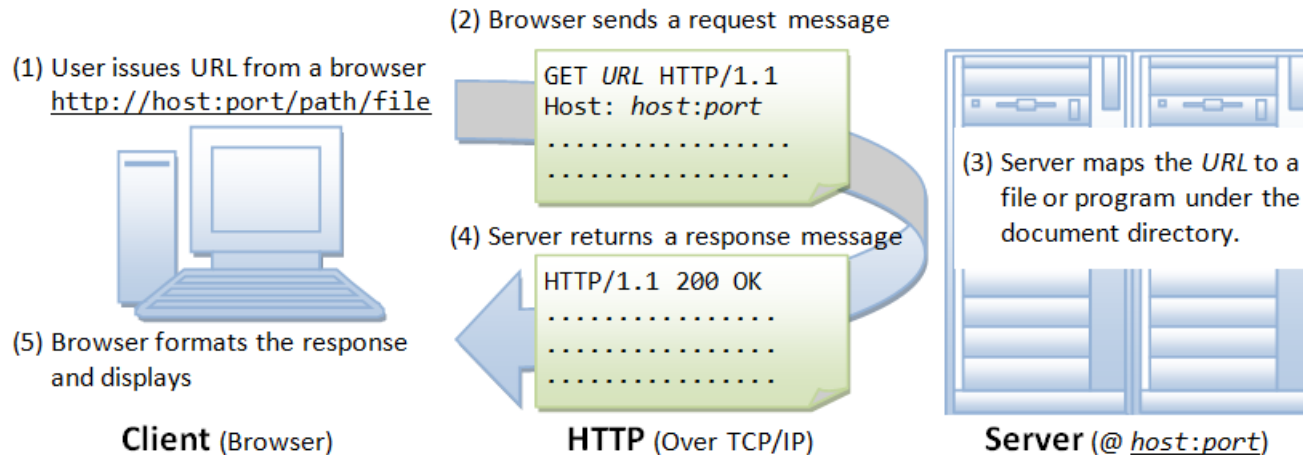 (1) User issues URL from a browser
http://host:port/path/file
(2) Browser sends a request message
GET URL HTTP/1.1
Host: host:port
..................
..................
(3) Server maps the URL to a
file or program under the
document directory.
(4) Server returns a response message
HTTP/1.1 200 OK
.................
.................
.................
(5) Browser formats the response
and displays
Client (Browser)
HTTP (Over TCP/IP)
Server (@ host:port)